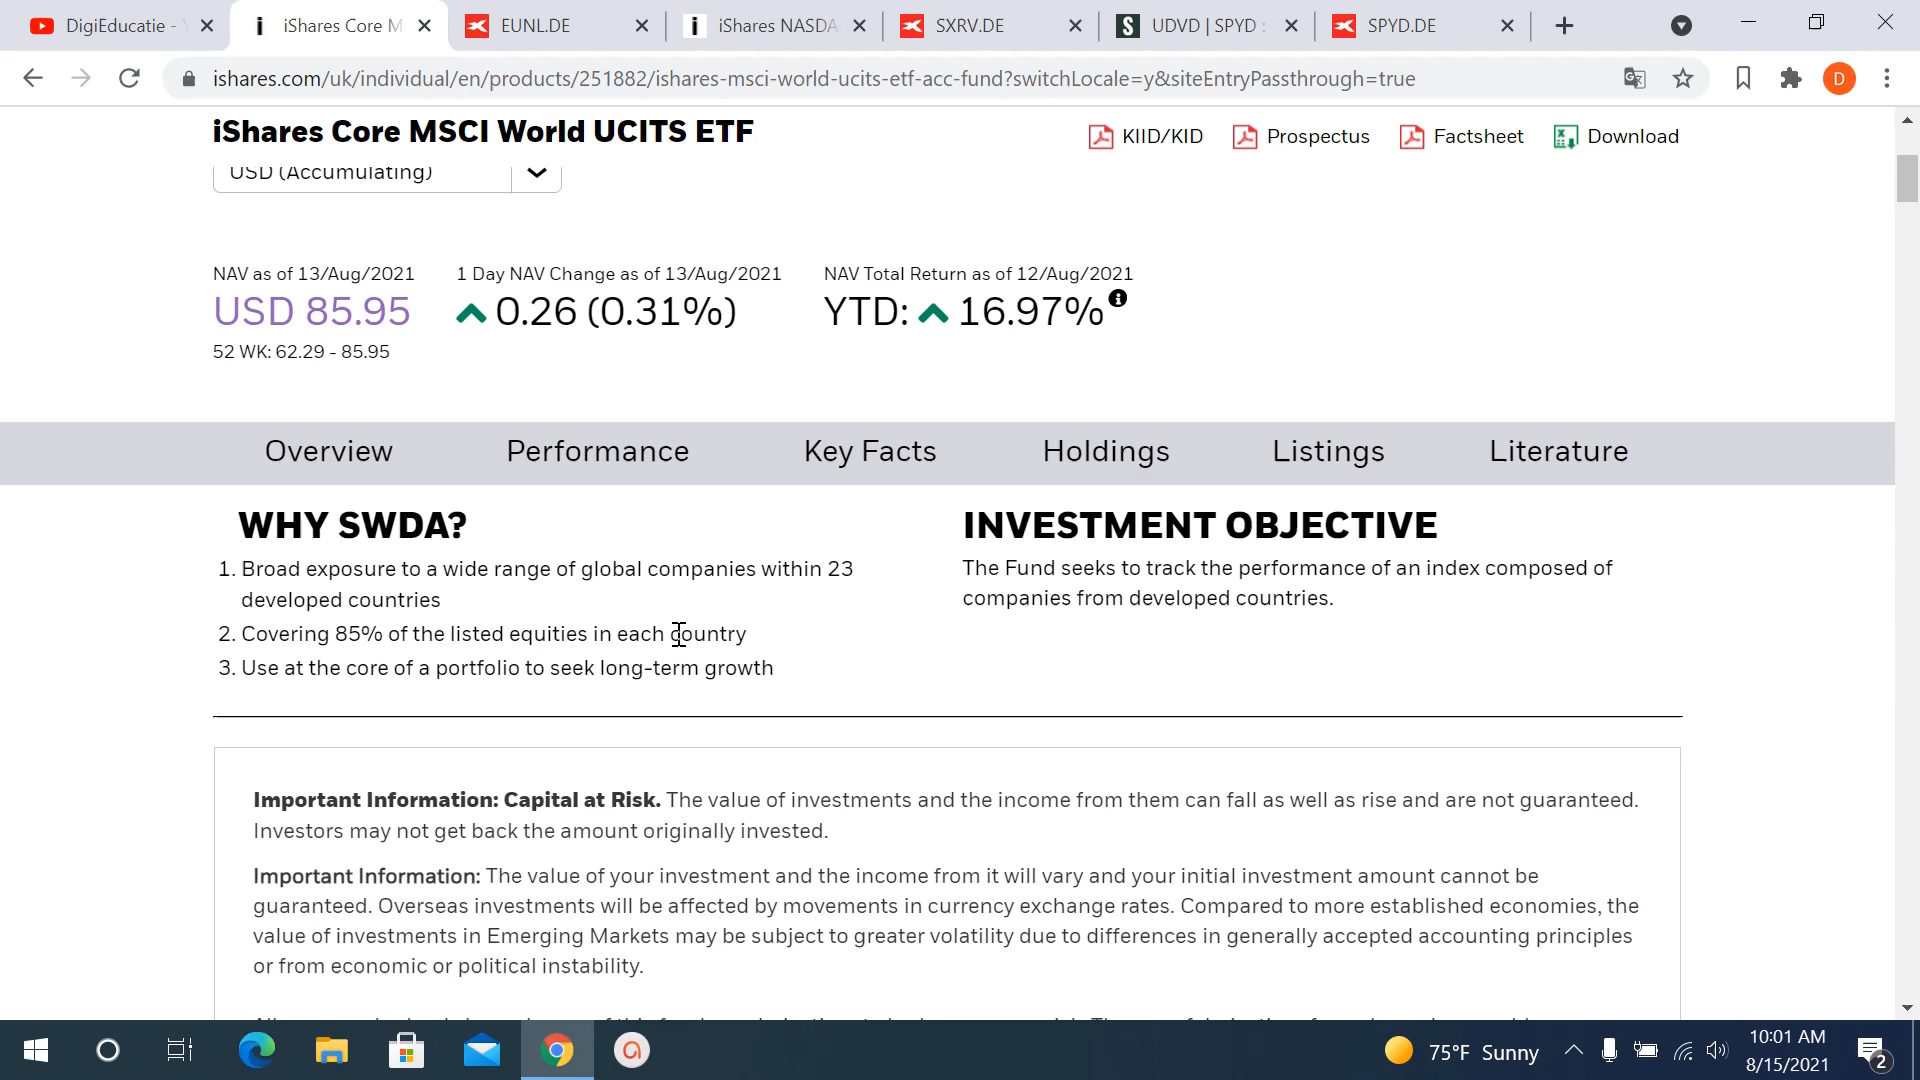 DigiEducatie -
iShares Core M
EUNL.DE
iShares NASDA
SXRV.DE
UDVD | SPYD :
SPYD.DE
ishares.com/uk/individual/en/products/251882/ishares-msci-world-ucits-etf-acc-fund?switchLocale=y&siteEntryPassthrough=true
D
iShares Core MSCI World UCITS ETF
KIID/KID
Prospectus
Factsheet
Download
USD (Accumulating)
NAV as of 13/Aug/2021
USD 85.95
52 WK: 62.29 - 85.95
1 Day NAV Change as of 13/Aug/2021
0.26 (0.31%)
NAV Total Return as of 12/Aug/2021
YTD: 16.97%
Overview
Performance
Key Facts
Holdings
Listings
Literature
WHY SWDA?
1. Broad exposure to a wide range of global companies within 23
developed countries
2. Covering 85% of the listed equities in each country
3. Use at the core of a portfolio to seek long-term growth
INVESTMENT OBJECTIVE
The Fund seeks to track the performance of an index composed of
companies from developed countries.
Important Information: Capital at Risk. The value of investments and the income from them can fall as well as rise and are not guaranteed.
Investors may not get back the amount originally invested.
Important Information: The value of your investment and the income from it will vary and your initial investment amount cannot be
guaranteed. Overseas investments will be affected by movements in currency exchange rates. Compared to more established economies, the
value of investments in Emerging Markets may be subject to greater volatility due to differences in generally accepted accounting principles
or from economic or political instability.
75°F Sunny
10:01 AM
8/15/2021
2